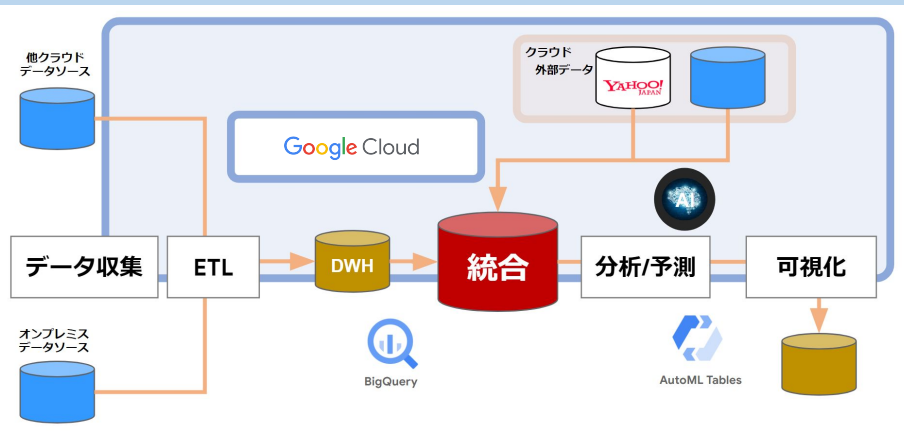 他クラウド
データソース
クラウド
外部データ
YAHOO!
JAPAN
Google Cloud
AI
データ収集
ETL
DWH
統合
分析/予測
可視化
オンプレミス
データソース
BigQuery
AutoML Tables